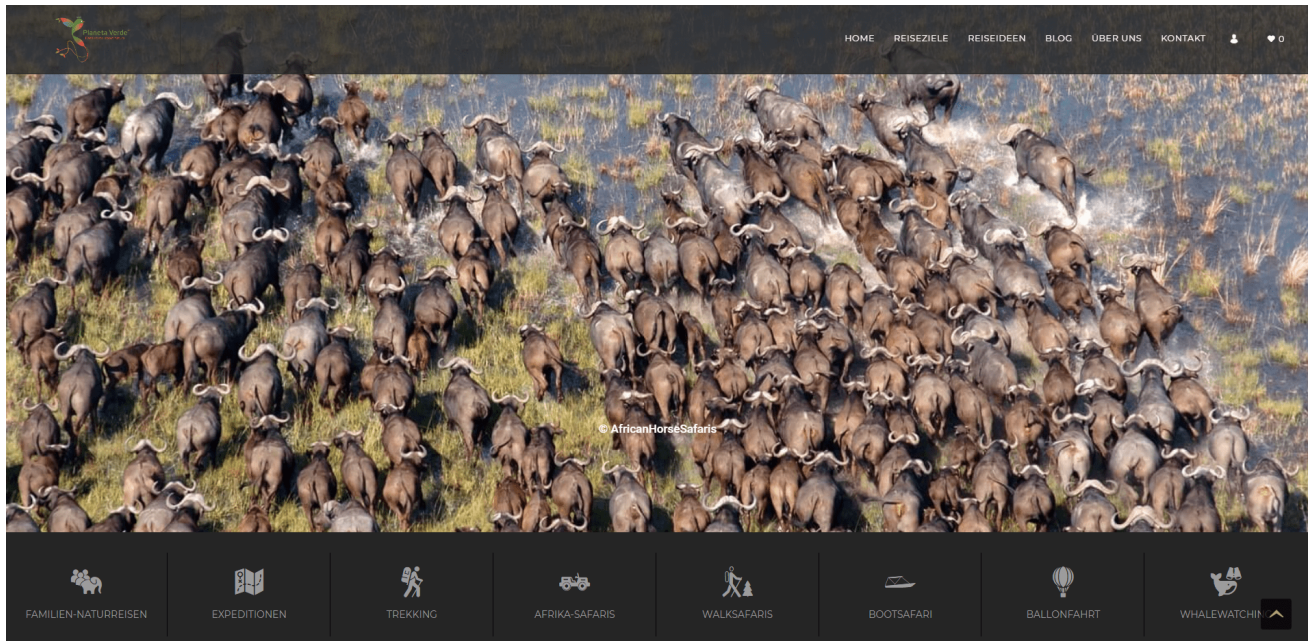 Planeta Verde
HOME REISEZIELE REISEIDEEN BLOG ÜBER UNS KONTAKT 0
© AfricanHorseSafaris
FAMILIEN-NATURREISEN EXPEDITIONEN TREKKING AFRIKA-SAFARIS WALKSAFARIS BOOTSAFARI BALLONFAHRT WHALEWATCHING